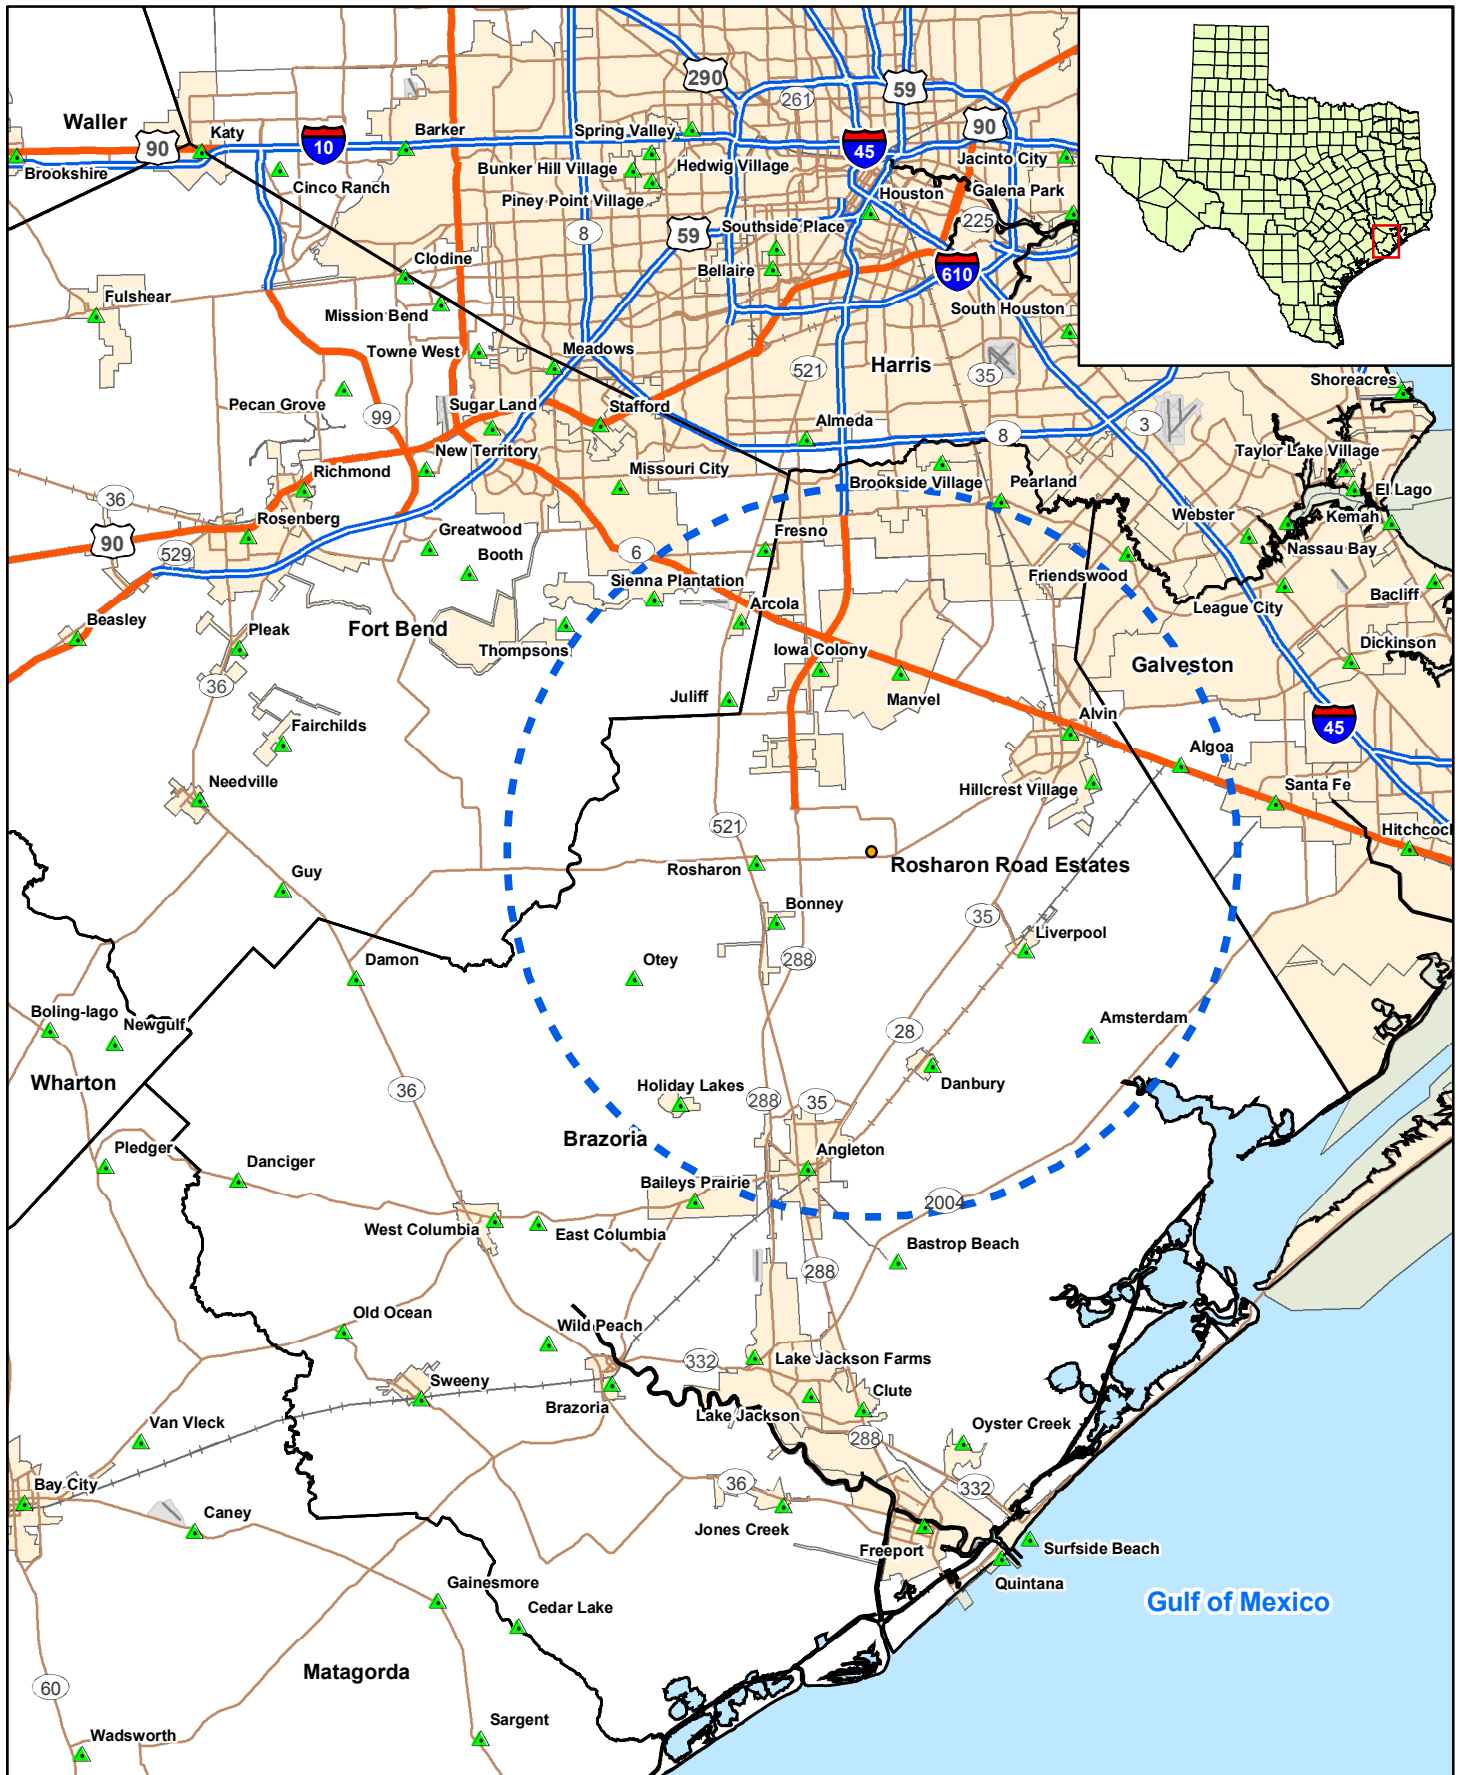 290
59
261
90
Waller
90
Katy
10
Barker
Spring Valley
45
Jacinto City
Brookshire
Cinco Ranch
Bunker Hill Village
Hedwig Village
Piney Point Village
Houston
Galena Park
8
59
Southside Place
225
Clodine
Bellaire
610
Fulshear
Mission Bend
South Houston
Towne West
Meadows
521
Harris
35
Shoreacres
Pecan Grove
99
Sugar Land
Stafford
Almeda
8
3
New Territory
Taylor Lake Village
Richmond
Missouri City
Brookside Village
Pearland
El Lago
36
Rosenberg
Webster
Kemah
90
529
Greatwood
6
Fresno
Nassau Bay
Booth
Sienna Plantation
Friendswood
Bacliff
League City
Beasley
Pleak
Fort Bend
Arcola
Thompsons
Iowa Colony
Dickinson
Galveston
36
Juliff
Manvel
Fairchilds
Alvin
45
Algoa
Needville
Hillcrest Village
Santa Fe
521
Hitchcoc
Rosharon
Rosharon Road Estates
Guy
Bonney
35
Liverpool
Damon
Otey
288
Boling-Iago
Newgulf
28
Amsterdam
Wharton
36
Holiday Lakes
288
35
Danbury
Brazoria
Pledger
Danciger
Angleton
Baileys Prairie
2004
West Columbia
East Columbia
Bastrop Beach
288
Old Ocean
Wild Peach
332
Lake Jackson Farms
Sweeny
Clute
Brazoria
Lake Jackson
Van Vleck
288
Oyster Creek
Bay City
36
332
Caney
Jones Creek
Freeport
Surfside Beach
Quintana
Gainesmore
Gulf of Mexico
Cedar Lake
Matagorda
60
Sargent
Wadsworth